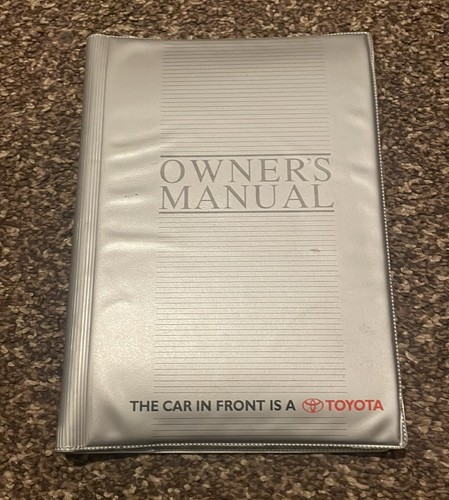 OWNER'S
MANUAL
THE CAR IN FRONT IS A TOYOTA